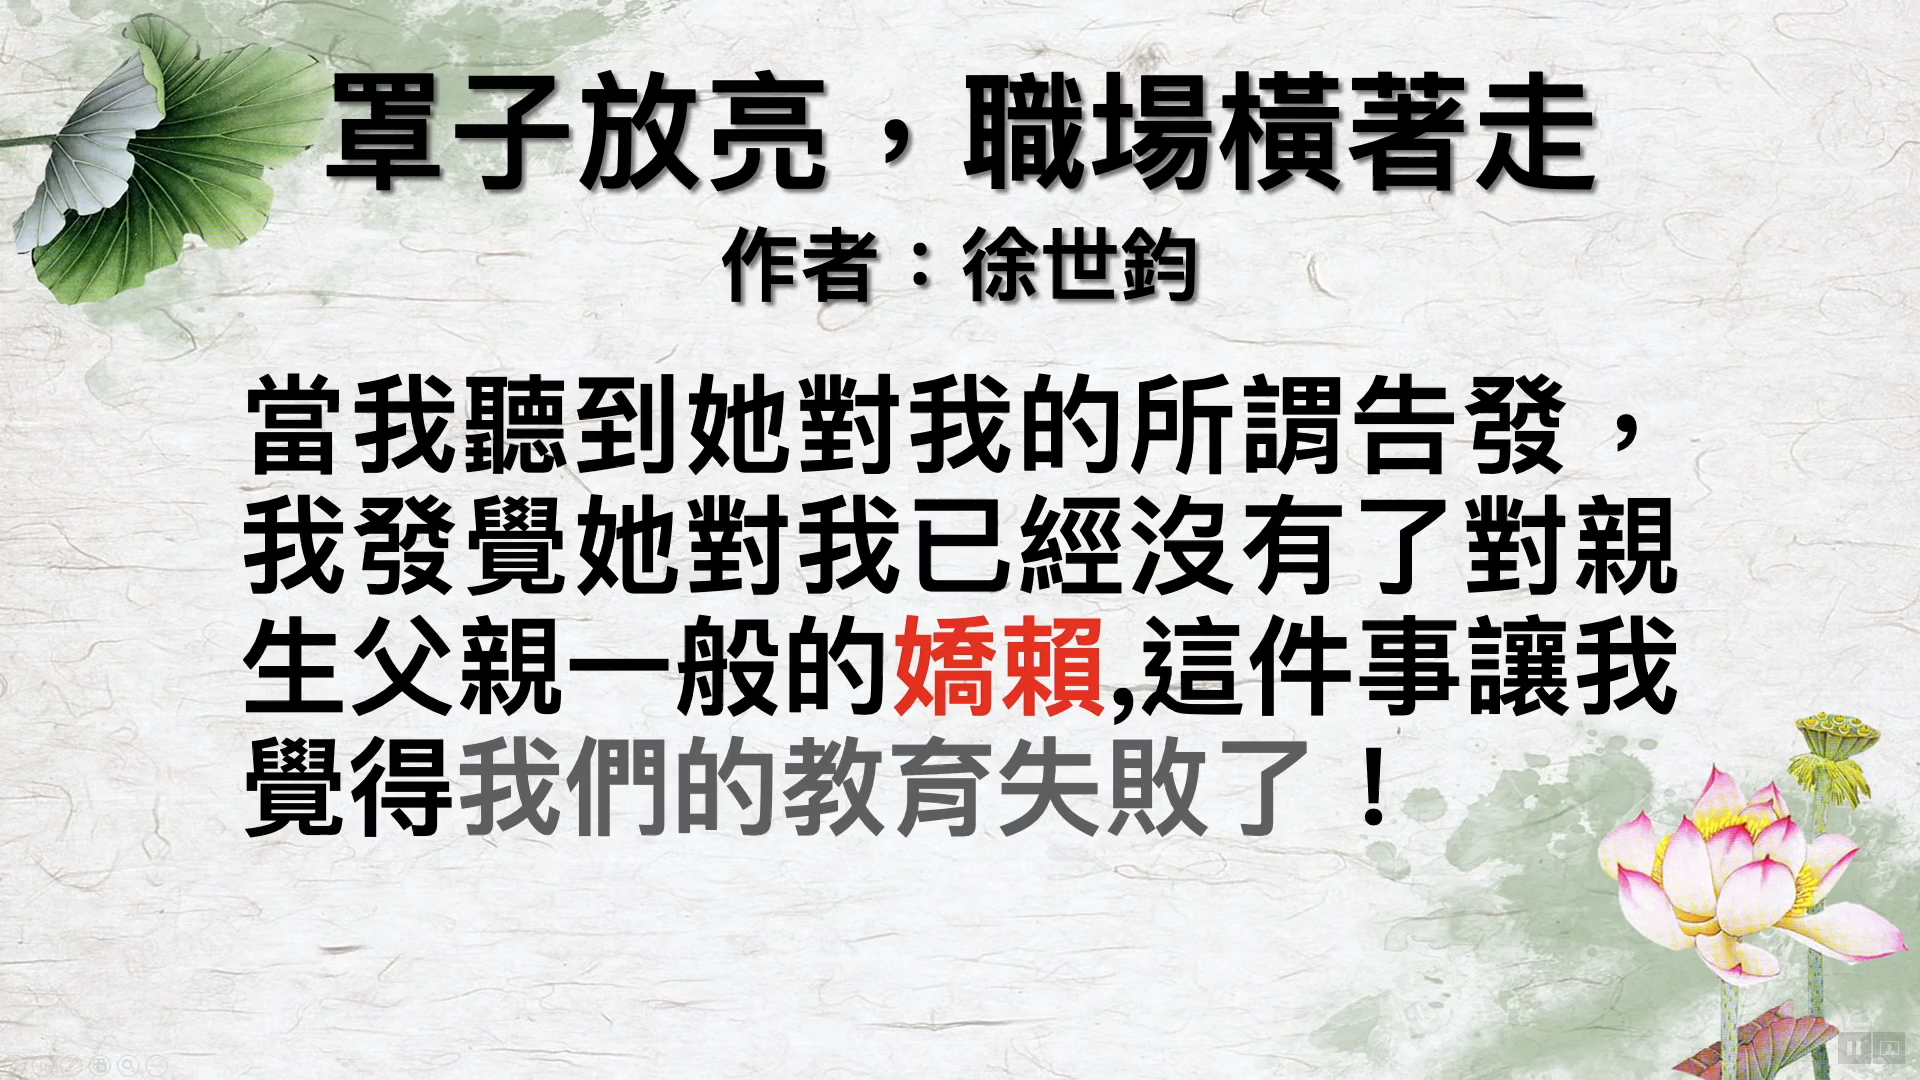 罩子放亮，職場橫著走
作者：徐世鈞
當我聽到她對我的所謂告發，
我發覺她對我已經沒有了對親
生父親一般的嬌賴,這件事讓我
覺得我們的教育失敗了！